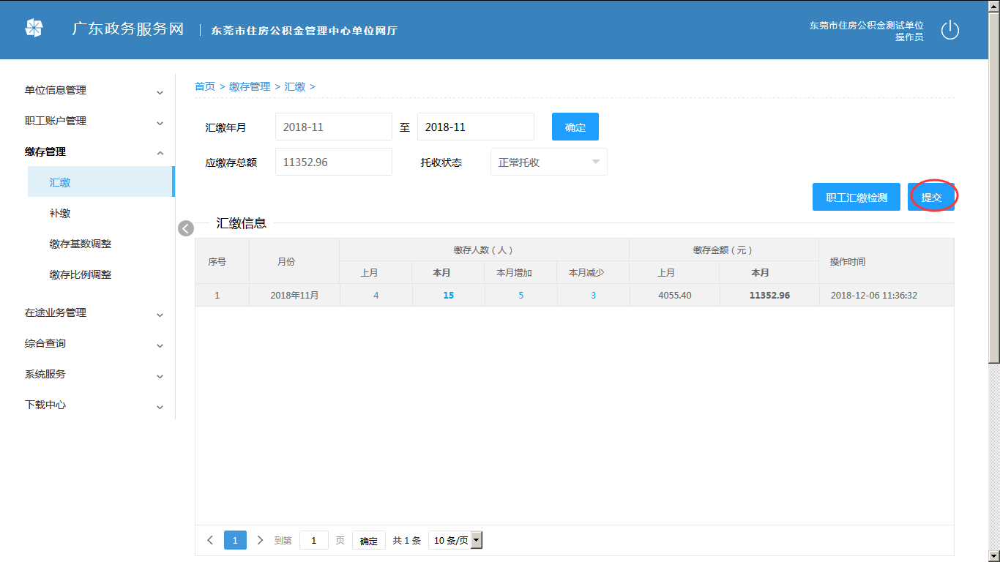 广东政务服务网 | 东莞市住房公积金管理中心单位网厅
东莞市住房公积金测试单位
操作员
单位信息管理
职工账户管理
缴存管理
汇缴
补缴
缴存基数调整
缴存比例调整
在途业务管理
综合查询
系统服务
下载中心
首页 > 缴存管理 > 汇缴 >
汇缴年月 2018-11 至 2018-11 确定
应缴存总额 11352.96 托收状态 正常托收
职工汇缴检测 提交
汇缴信息
序号 月份 缴存人数（人） 缴存金额（元） 操作时间
上月 本月 本月增加 本月减少 上月 本月
1 2018年11月 4 15 5 3 4055.40 11352.96 2018-12-06 11:36:32
1 到第 1 页 确定 共 1 条 10 条/页